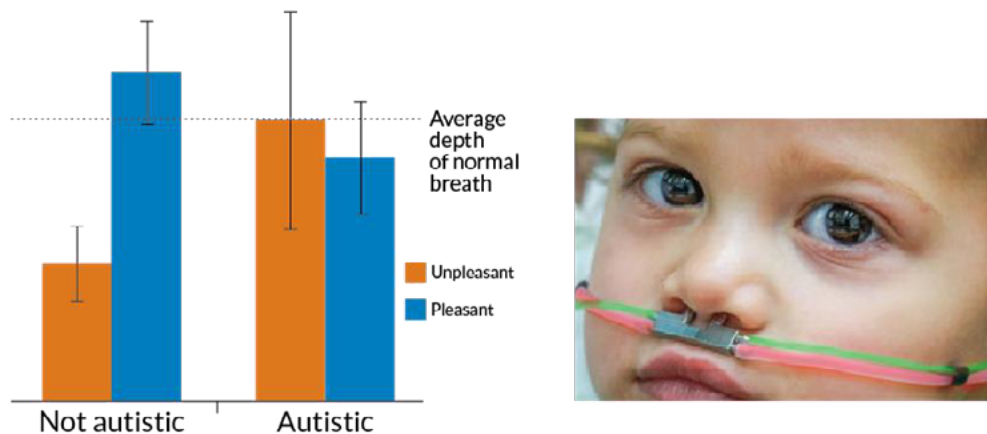 Average
depth
of normal
breath
Unpleasant
Pleasant
Not autistic
Autistic